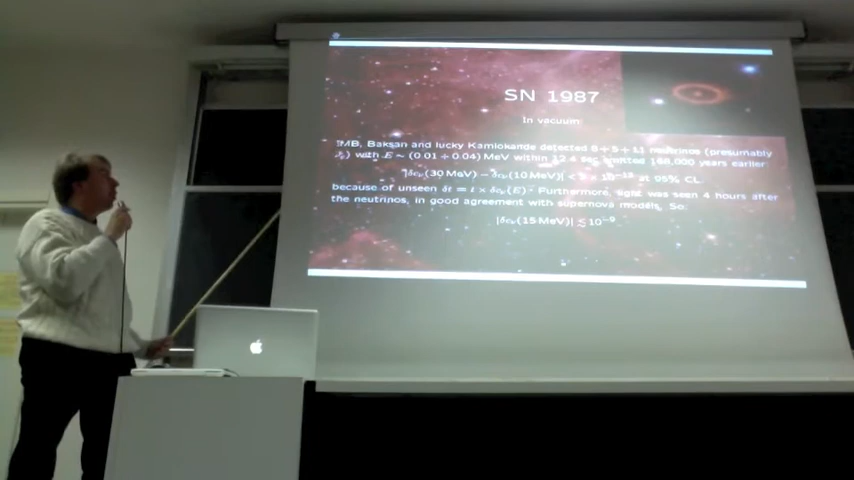 SN 1987
In vacuum
IMB, Baksan and lucky Kamiokande detected 8+5+11 neutrinos (presumably
with E ∼ (0.01 ÷ 0.04) MeV within 12.4 sec emitted 168,000 years earlier
|δcν(30 MeV) − δcν(10 MeV)| < at 95% CL
because of unseen δt = t × δcν(E). Furthermore, light was seen 4 hours after
the neutrinos, in good agreement with supernova models. So:
|δcν(15 MeV)| ≲ 10⁻⁹